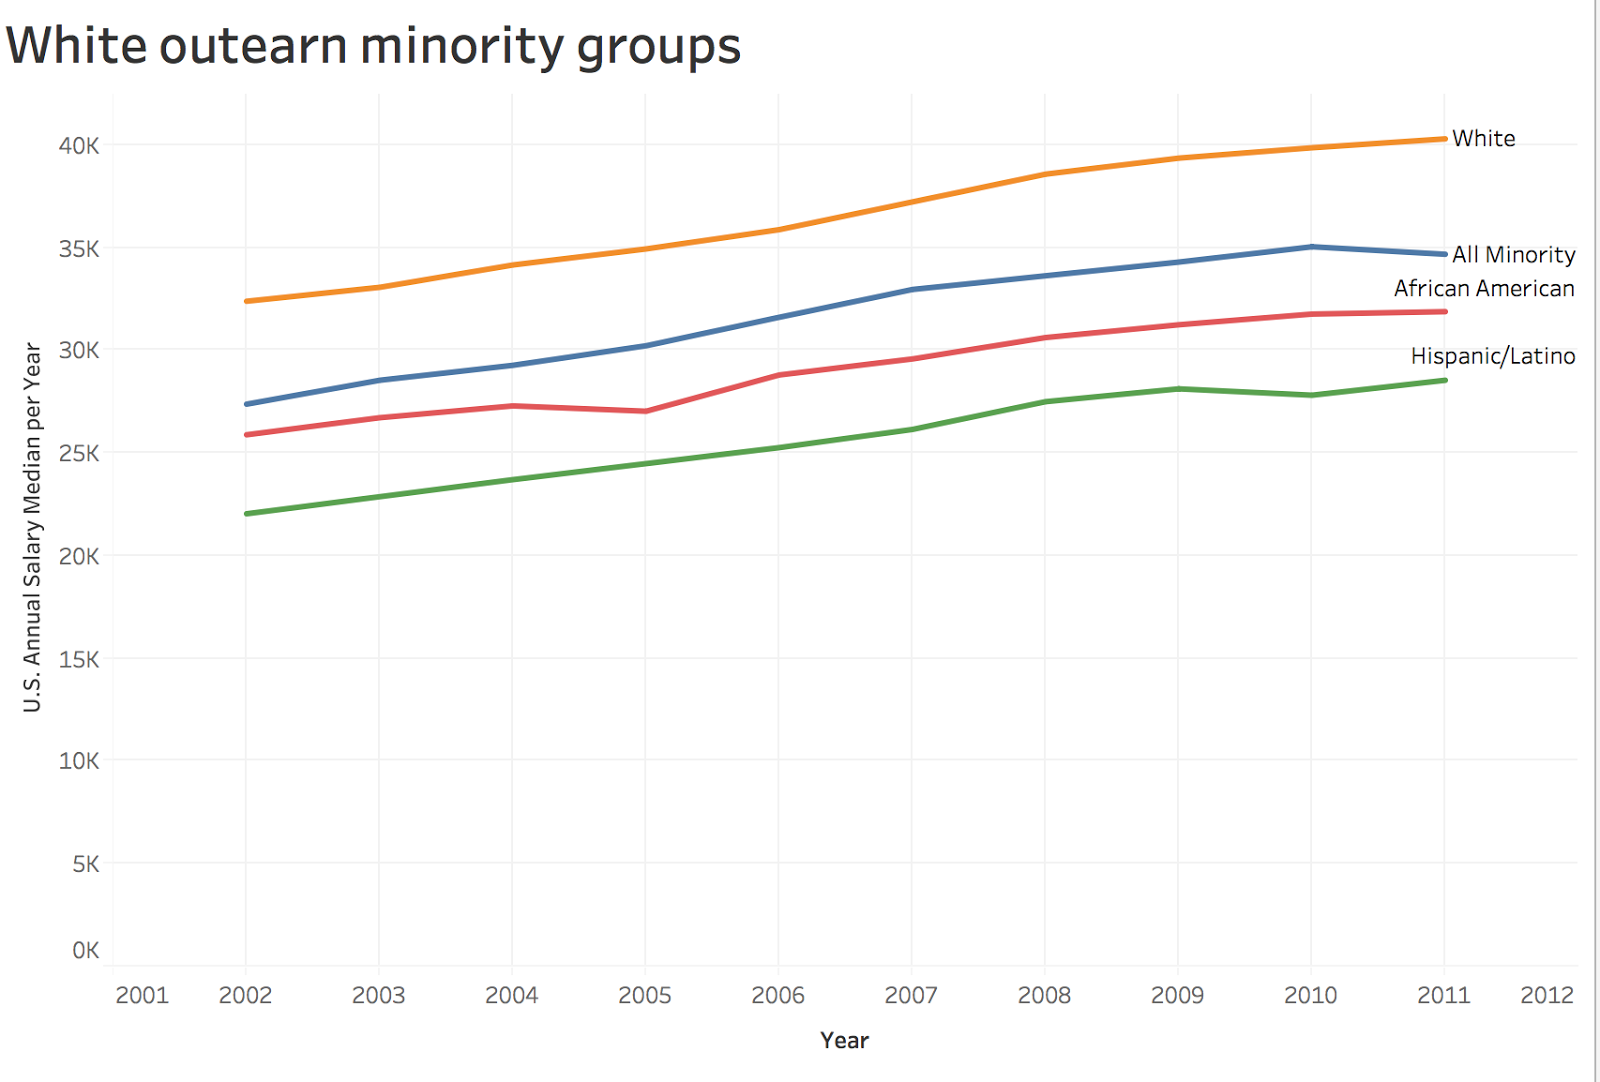 White outearn minority groups
U.S. Annual Salary Median per Year
40K
35K
30K
25K
20K
15K
10K
5K
0K
White
All Minority
African American
Hispanic/Latino
2001 2002 2003 2004 2005 2006 2007 2008 2009 2010 2011 2012
Year